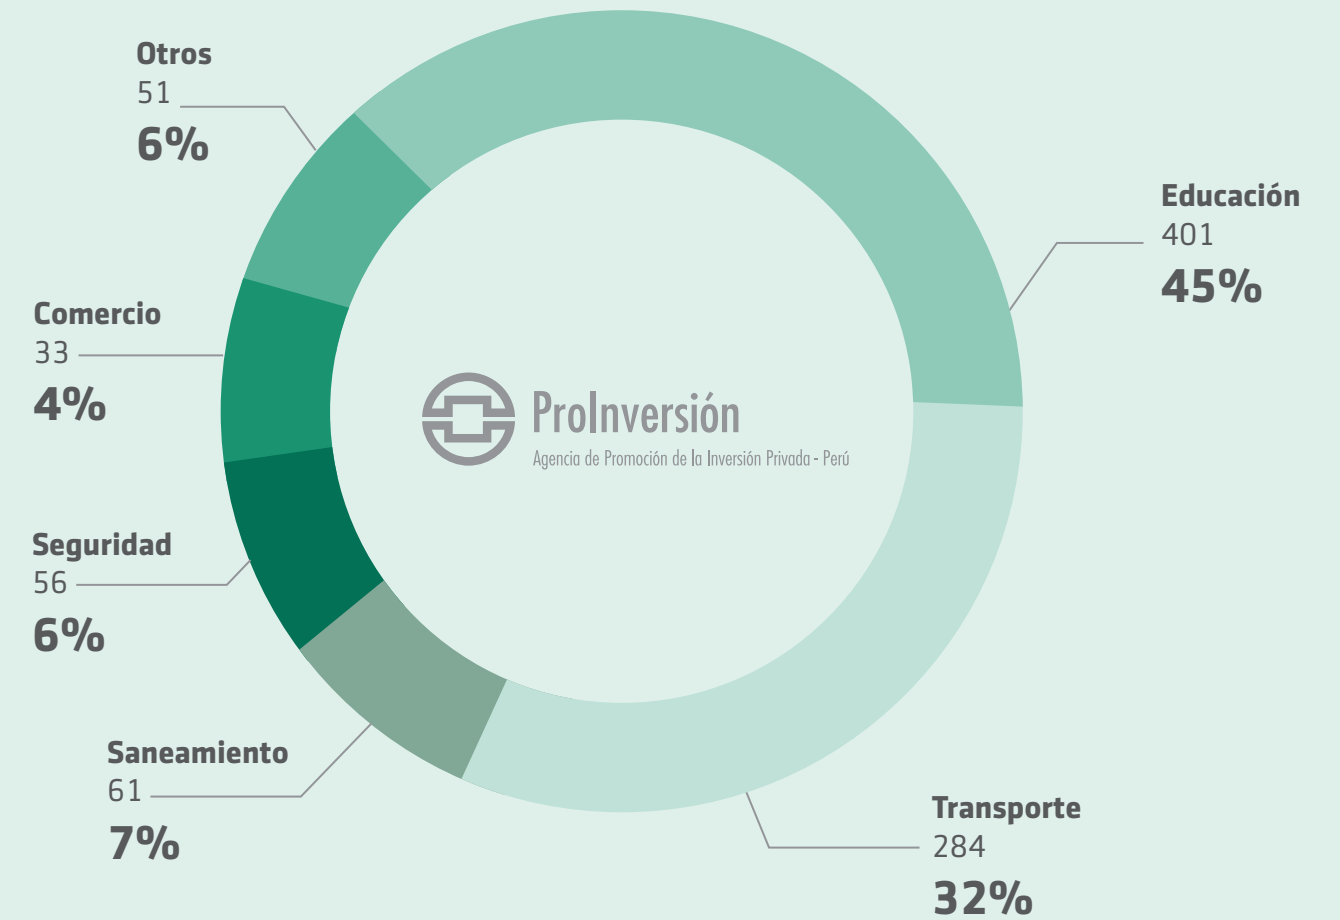 Otros
51
6%
Educación
401
45%
Comercio
33
4%
ProInversión
Agencia de Promoción de la Inversión Privada - Perú
Seguridad
56
6%
Saneamiento
61
7%
Transporte
284
32%